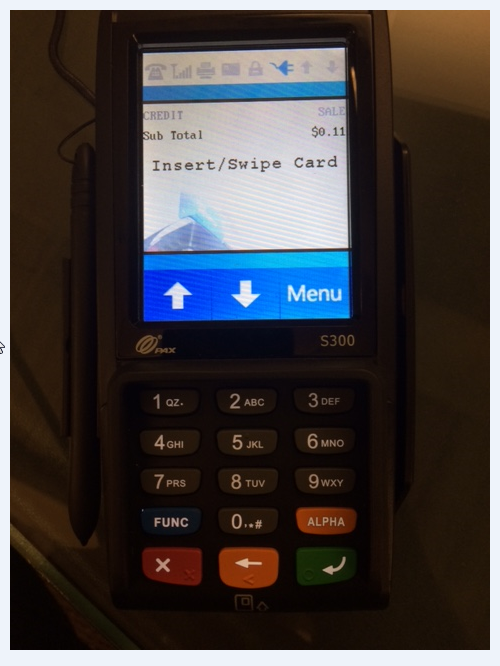 CREDIT SALE
Sub Total $0.11
Insert/Swipe Card
Menu
PAX S300
1 QZ. 2 ABC 3 DEF
4 GHI 5 JKL 6 MNO
7 PRS 8 TUV 9 WXY
FUNC 0,*# ALPHA